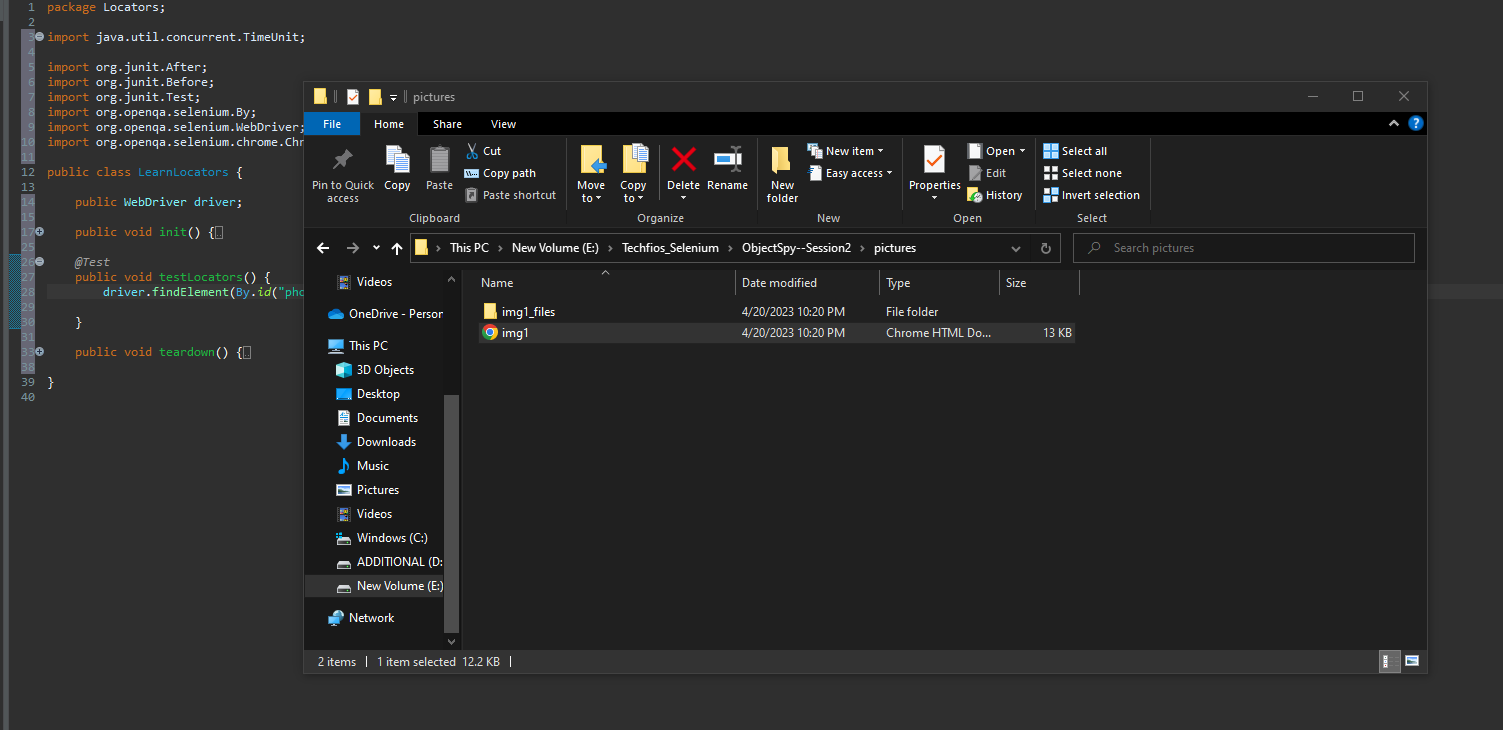 1 package Locators;
2
3 import java.util.concurrent.TimeUnit;
4
5 import org.junit.After;
6 import org.junit.Before;
7 import org.junit.Test;
8 import org.openqa.selenium.By;
9 import org.openqa.selenium.WebDriver;
10 import org.openqa.selenium.chrome.Chr
11
12 public class LearnLocators {
13
14 public WebDriver driver;
15
17 public void init() {
25
26 @Test
27 public void testLocators() {
28 driver.findElement(By.id("pho
29
30 }
31
33 public void teardown() {
38
39 }
40
pictures
File Home Share View
Pin to Quick access
Copy
Paste
Cut
Copy path
Paste shortcut
Clipboard
Move to
Copy to
Delete
Rename
Organize
New folder
New item
Easy access
New
Properties
Open
Edit
History
Open
Select all
Select none
Invert selection
Select
This PC > New Volume (E:) > Techfios_Selenium > ObjectSpy--Session2 > pictures
Search pictures
Videos
OneDrive - Person
This PC
3D Objects
Desktop
Documents
Downloads
Music
Pictures
Videos
Windows (C:)
ADDITIONAL (D:
New Volume (E:)
Network
Name Date modified Type Size
img1_files 4/20/2023 10:20 PM File folder
img1 4/20/2023 10:20 PM Chrome HTML Do... 13 KB
2 items 1 item selected 12.2 KB